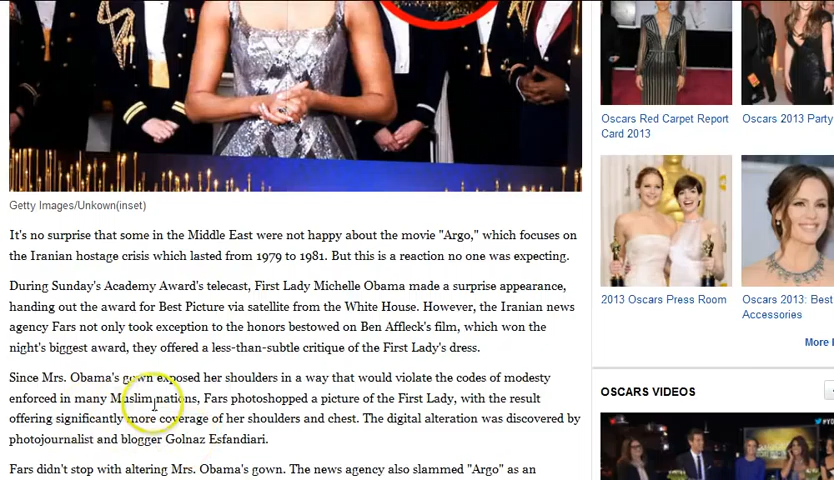 Getty Images/Unkown(inset)
It's no surprise that some in the Middle East were not happy about the movie "Argo," which focuses on
the Iranian hostage crisis which lasted from 1979 to 1981. But this is a reaction no one was expecting.
During Sunday's Academy Award's telecast, First Lady Michelle Obama made a surprise appearance,
handing out the award for Best Picture via satellite from the White House. However, the Iranian news
agency Fars not only took exception to the honors bestowed on Ben Affleck's film, which won the
night's biggest award, they offered a less-than-subtle critique of the First Lady's dress.
Since Mrs. Obama's gown exposed her shoulders in a way that would violate the codes of modesty
enforced in many Muslim nations, Fars photoshopped a picture of the First Lady, with the result
offering significantly more coverage of her shoulders and chest. The digital alteration was discovered by
photojournalist and blogger Golnaz Esfandiari.
Fars didn't stop with altering Mrs. Obama's gown. The news agency also slammed "Argo" as an
Oscars Red Carpet Report
Card 2013
Oscars 2013 Party
2013 Oscars Press Room
Oscars 2013: Best
Accessories
More
OSCARS VIDEOS